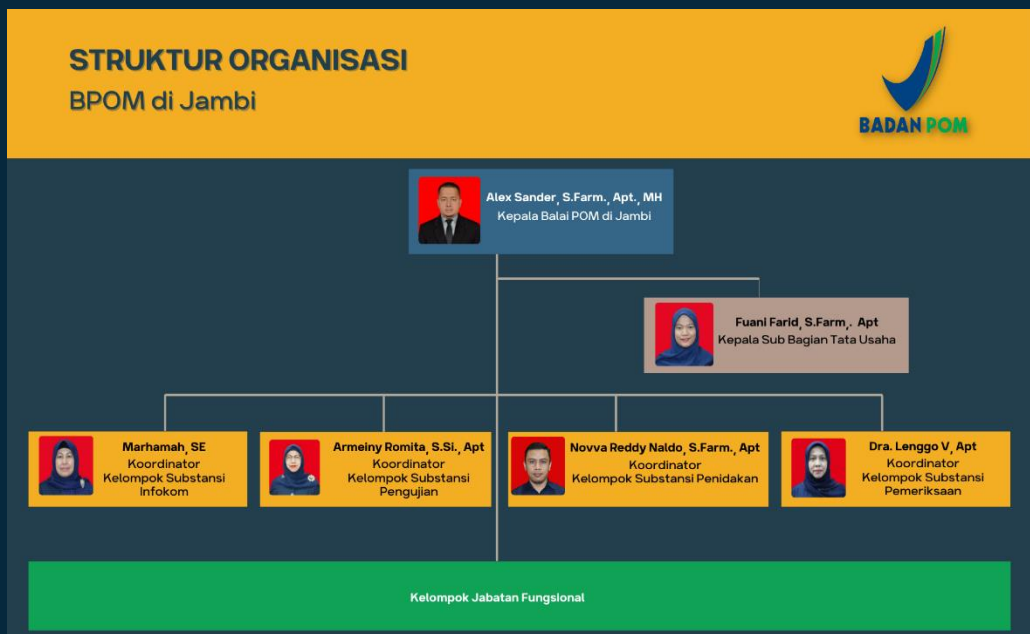 STRUKTUR ORGANISASI
BPOM di Jambi
BADAN POM
Alex Sander, S.Farm., Apt., MH
Kepala Balai POM di Jambi
Fuani Farid, S.Farm,. Apt
Kepala Sub Bagian Tata Usaha
Marhamah, SE
Koordinator
Kelompok Substansi
Infokom
Armeiny Romita, S.Si., Apt
Koordinator
Kelompok Substansi
Pengujian
Novva Reddy Naldo, S.Farm., Apt
Koordinator
Kelompok Substansi Penidakan
Dra. Lenggo V, Apt
Koordinator
Kelompok Substansi
Pemeriksaan
Kelompok Jabatan Fungsional